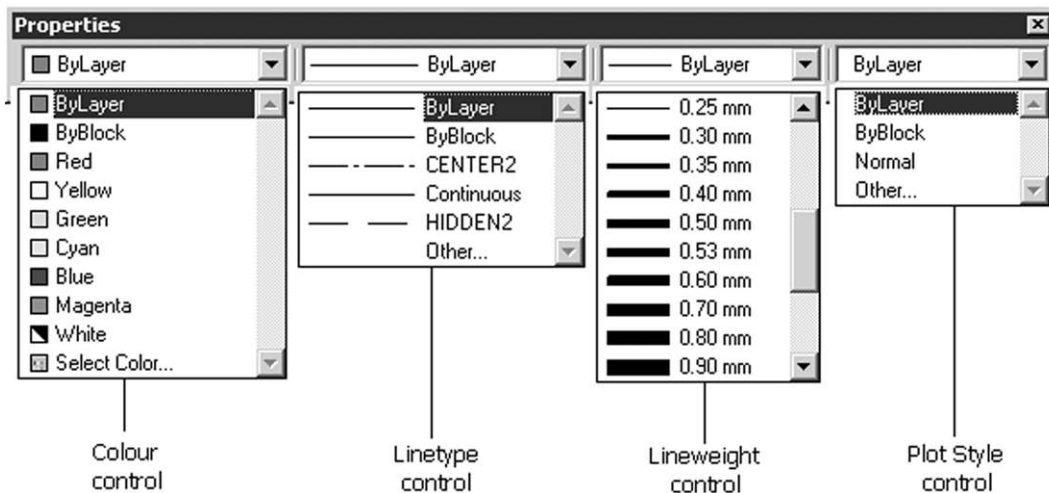 Properties
ByLayer
ByLayer
ByLayer
ByLayer
ByLayer
ByBlock
Red
Yellow
Green
Cyan
Blue
Magenta
White
Select Color...
ByLayer
ByBlock
CENTER2
Continuous
HIDDEN2
Other...
0.25 mm
0.30 mm
0.35 mm
0.40 mm
0.50 mm
0.53 mm
0.60 mm
0.70 mm
0.80 mm
0.90 mm
ByLayer
ByBlock
Normal
Other...
Colour
control
Linetype
control
Lineweight
control
Plot Style
control